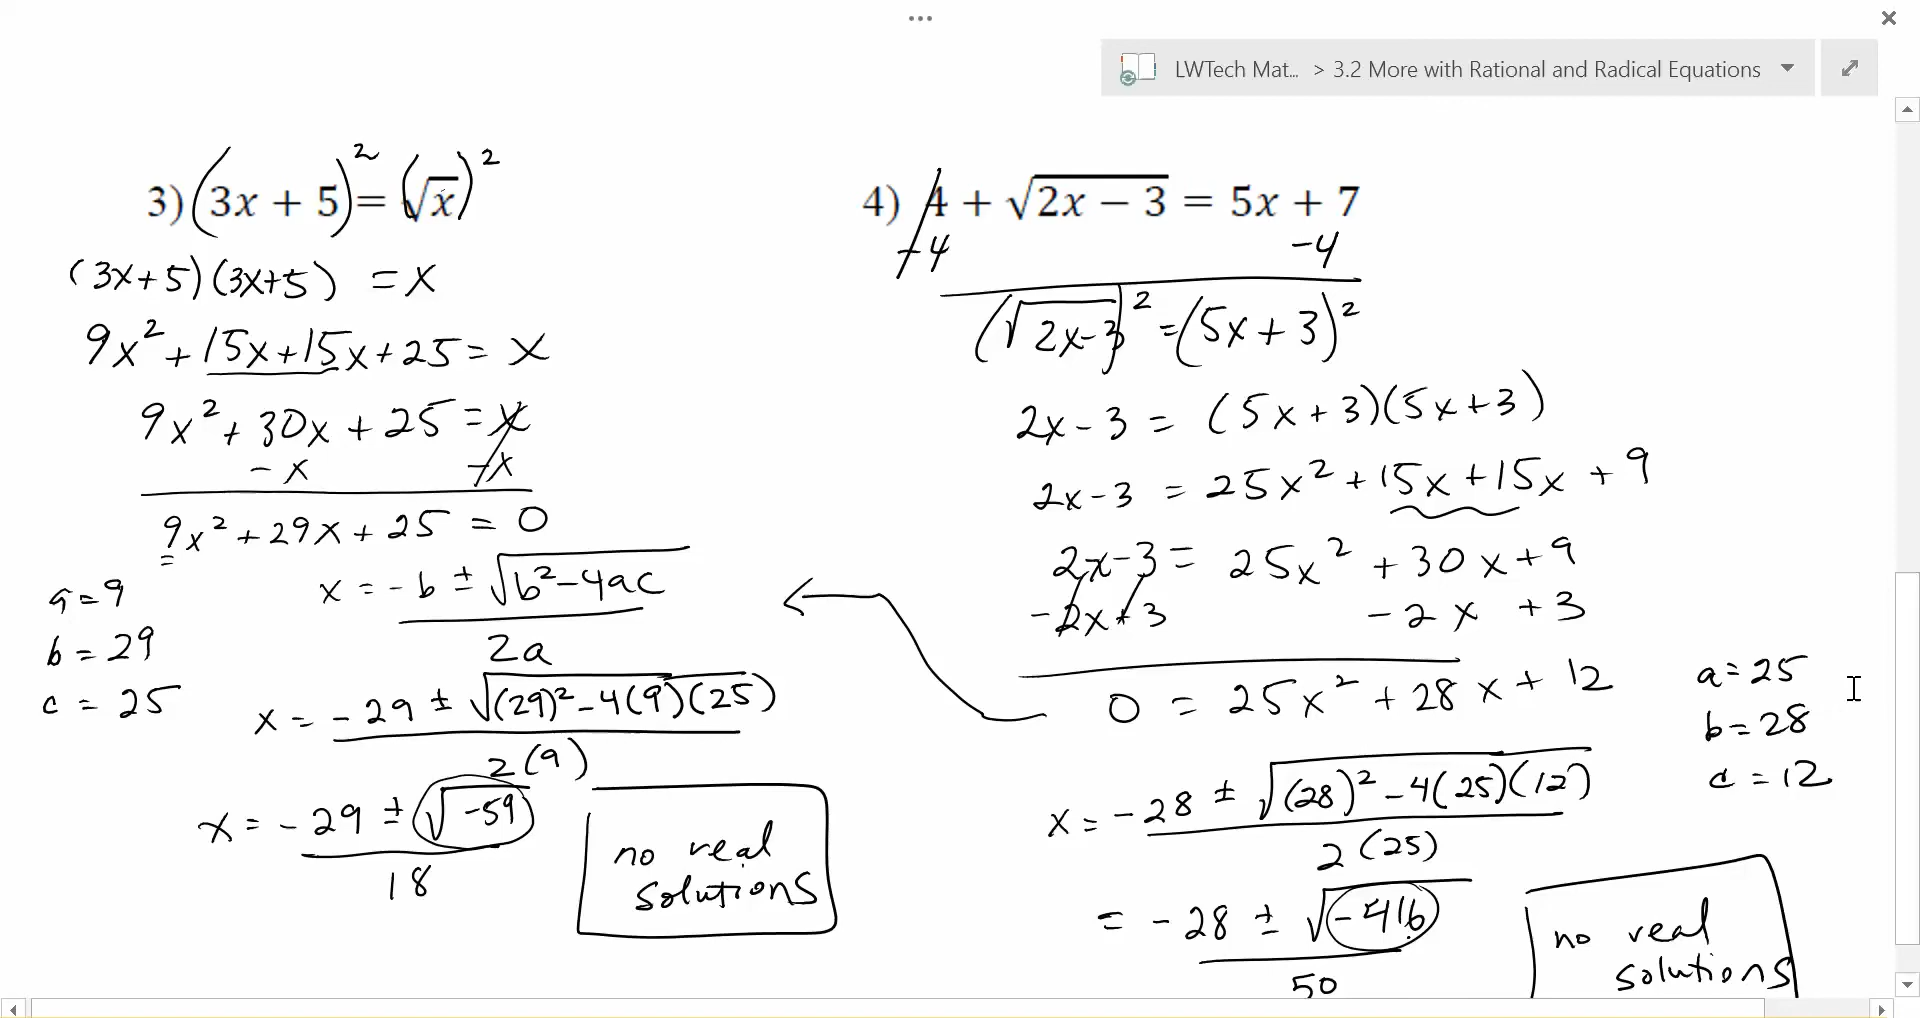 LWTech Mat... > 3.2 More with Rational and Radical Equations
3) (3x + 5)² = (√x)²
(3x+5)(3x+5) = x
9x² + 15x + 15x + 25 = x
9x² + 30x + 25 = x
- x -x
9x² + 29x + 25 = 0
a = 9
b = 29
c = 25
x = -b ± √b² - 4ac
2a
x = -29 ± √(29)² - 4(9)(25)
2(9)
x = -29 ± √-59
18
no real
solutions
4) 4 + √2x − 3 = 5x + 7
-4 -4
(√2x-3)² = (5x+3)²
2x - 3 = (5x+3)(5x+3)
2x - 3 = 25x² + 15x + 15x + 9
2x - 3 = 25x² + 30x + 9
-2x + 3 - 2x + 3
0 = 25x² + 28x + 12
a = 25
b = 28
c = 12
x = -28 ± √(28)² - 4(25)(12)
2(25)
= -28 ± √-416
50
no real
solutions